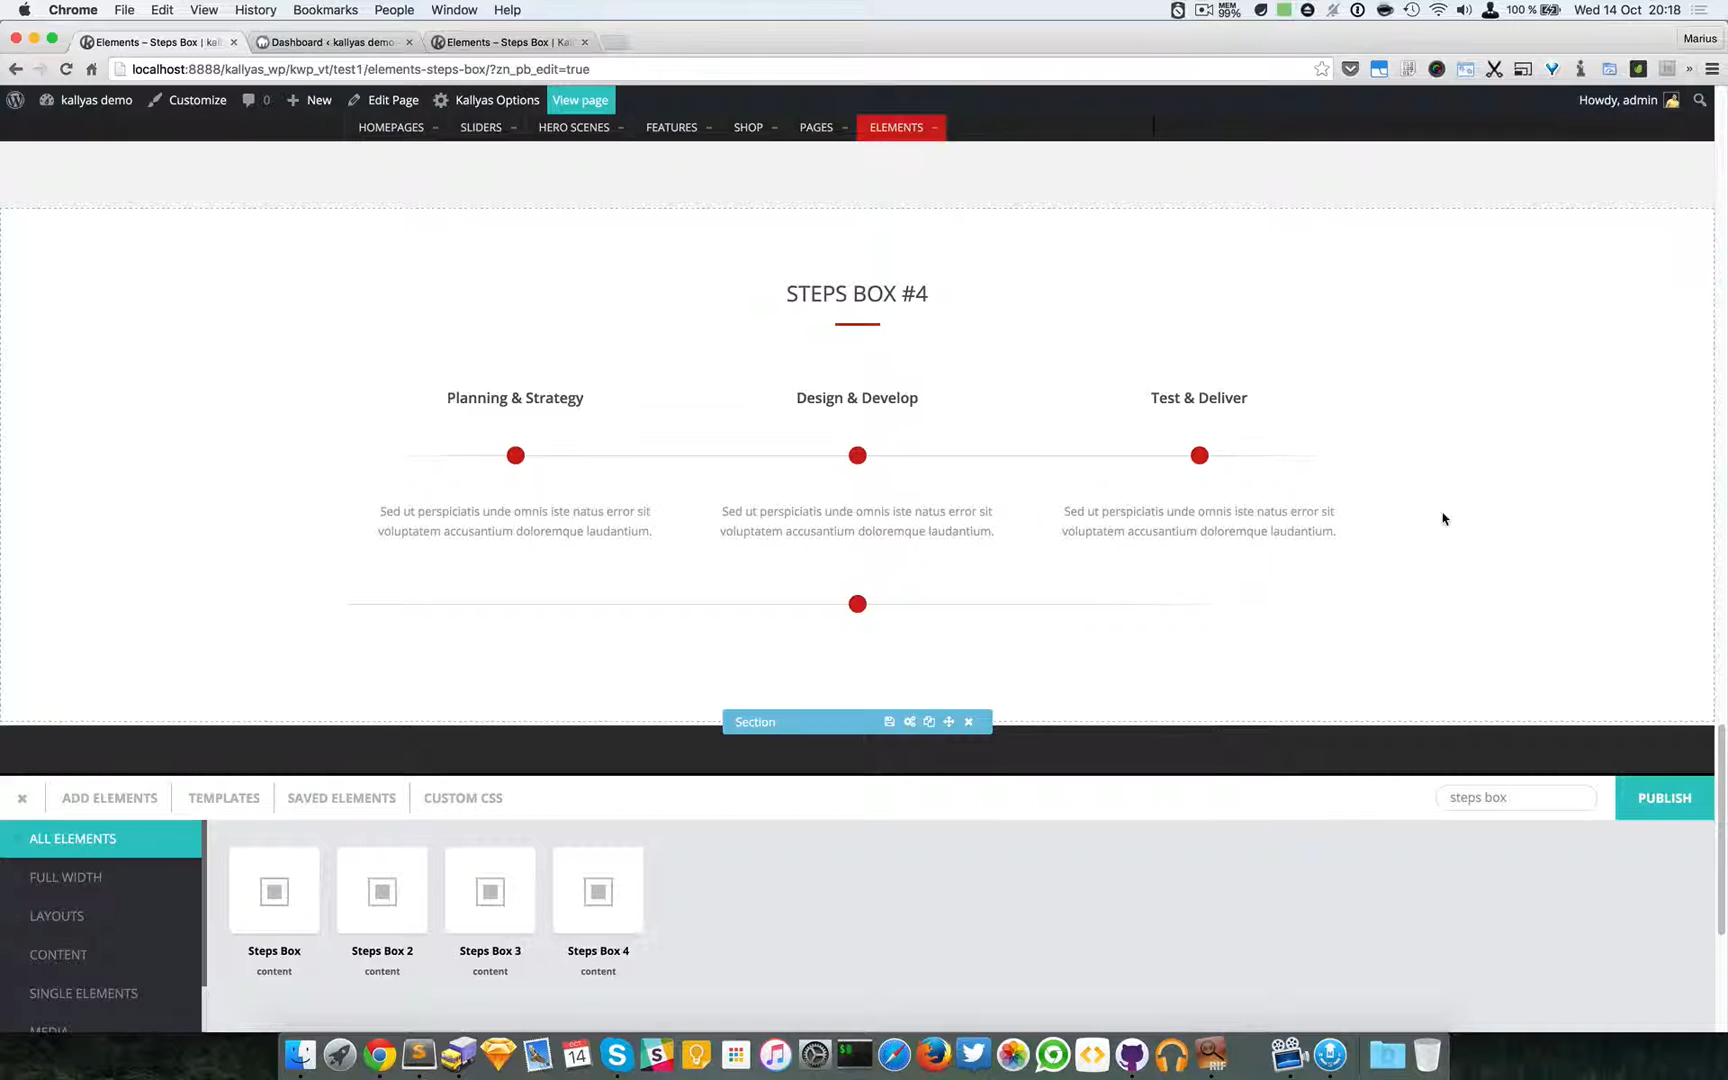 Chrome File Edit View History Bookmarks People Window Help MEM 99% 100 % Wed 14 Oct 20:18
Elements – Steps Box | kal Dashboard ‹ kallyas demo – Elements – Steps Box | Kal Marius
localhost:8888/kallyas_wp/kwp_vt/test1/elements-steps-box/?zn_pb_edit=true
kallyas demo Customize 0 New Edit Page Kallyas Options View page Howdy, admin
HOMEPAGES SLIDERS HERO SCENES FEATURES SHOP PAGES ELEMENTS
STEPS BOX #4
Planning & Strategy Design & Develop Test & Deliver
Sed ut perspiciatis unde omnis iste natus error sit Sed ut perspiciatis unde omnis iste natus error sit Sed ut perspiciatis unde omnis iste natus error sit
voluptatem accusantium doloremque laudantium. voluptatem accusantium doloremque laudantium. voluptatem accusantium doloremque laudantium.
Section
ADD ELEMENTS TEMPLATES SAVED ELEMENTS CUSTOM CSS steps box PUBLISH
ALL ELEMENTS
FULL WIDTH
LAYOUTS
CONTENT
SINGLE ELEMENTS
MEDIA
Steps Box Steps Box 2 Steps Box 3 Steps Box 4
content content content content
OCT
14
RIF